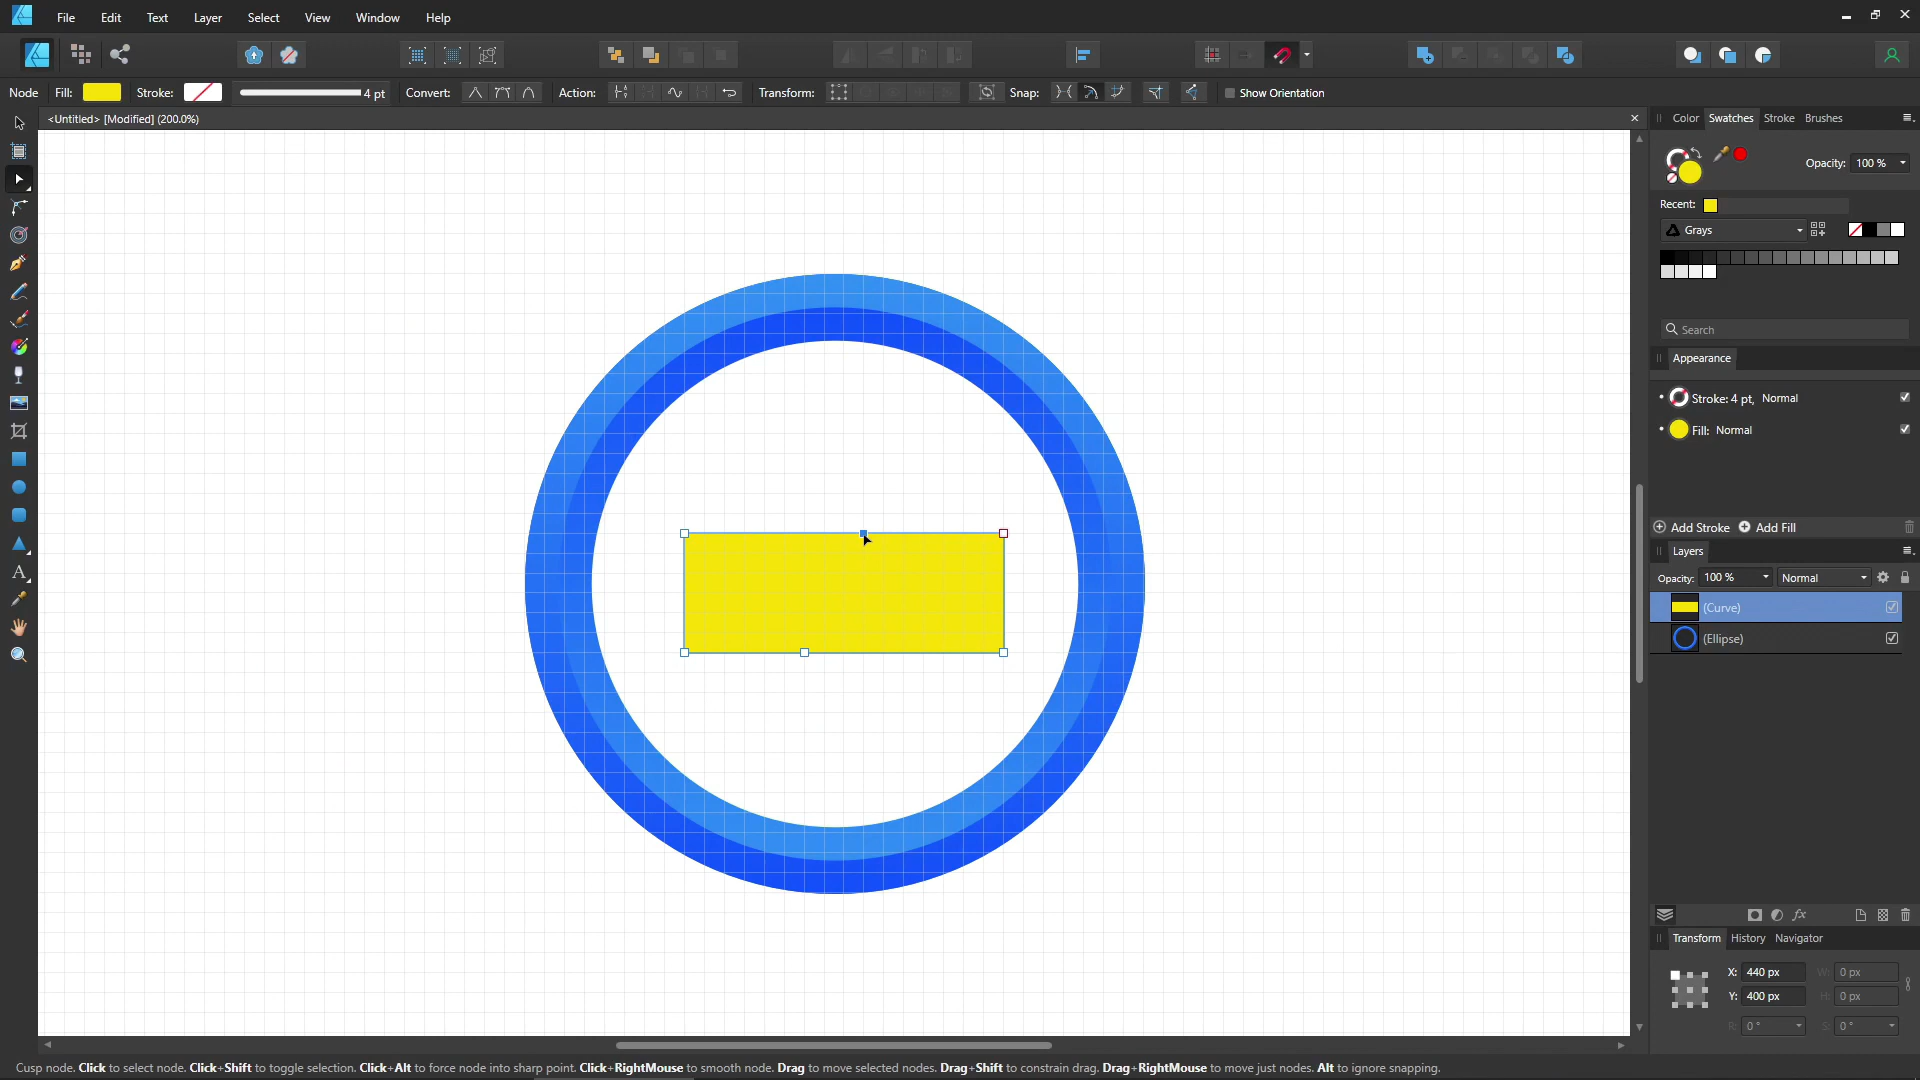 File Edit Text Layer Select View Window Help
Node Fill: Stroke: 4 pt Convert: Action: Transform: Snap: Show Orientation
<Untitled> [Modified] (200.0%)
Color Swatches Stroke Brushes
Opacity: 100 %
Recent:
Grays
Search
Appearance
Stroke: 4 pt, Normal
Fill: Normal
Add Stroke Add Fill
Layers
Opacity: 100 % Normal
(Curve)
(Ellipse)
Transform History Navigator
X: 440 px W: 0 px
Y: 400 px H: 0 px
R: 0 ° S: 0 °
Cusp node. Click to select node. Click+Shift to toggle selection. Click+Alt to force node into sharp point. Click+RightMouse to smooth node. Drag to move selected nodes. Drag+Shift to constrain drag. Drag+RightMouse to move just nodes. Alt to ignore snapping.